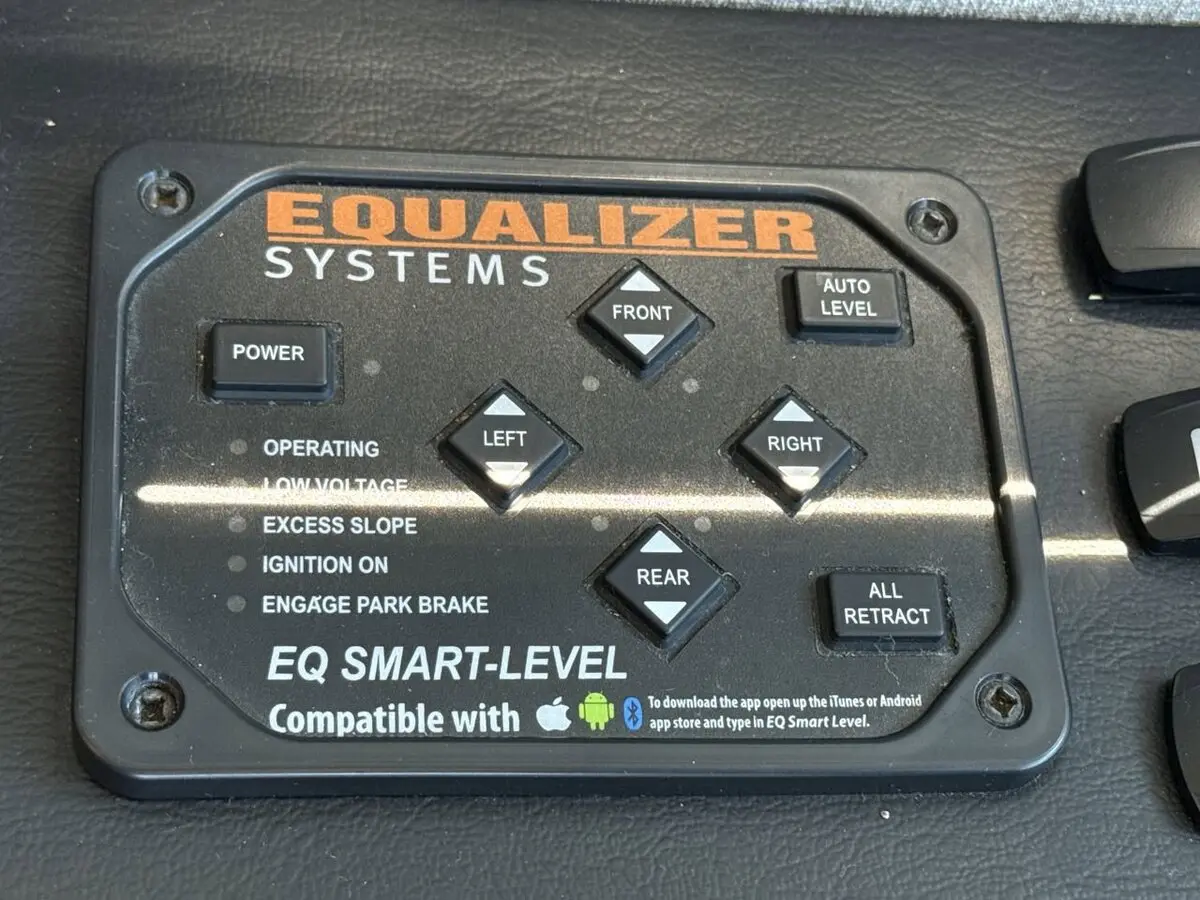 EQUALIZER
SYSTEMS
FRONT
AUTO
LEVEL
POWER
LEFT
RIGHT
OPERATING
LOW VOLTAGE
EXCESS SLOPE
IGNITION ON
ENGAGE PARK BRAKE
REAR
ALL
RETRACT
EQ SMART-LEVEL
Compatible with
To download the app open up the iTunes or Android
app store and type in EQ Smart Level.